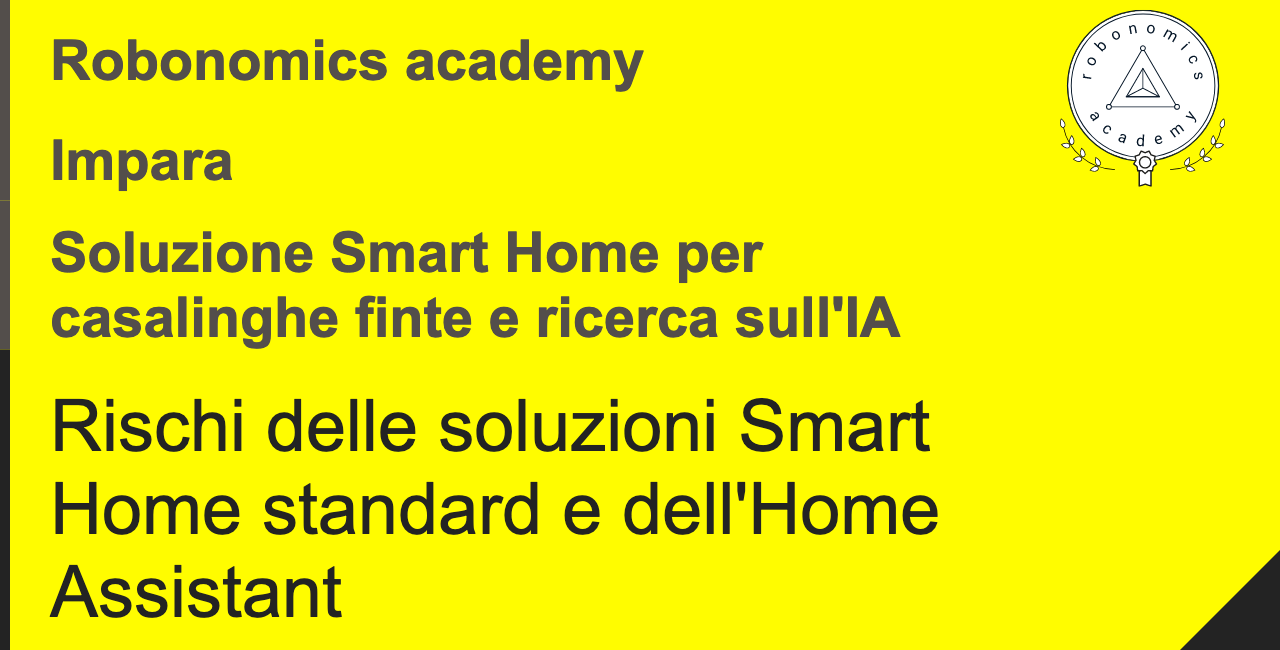 Robonomics academy
Impara
Soluzione Smart Home per
casalinghe finte e ricerca sull'IA
Rischi delle soluzioni Smart
Home standard e dell'Home
Assistant
robonomics
academy